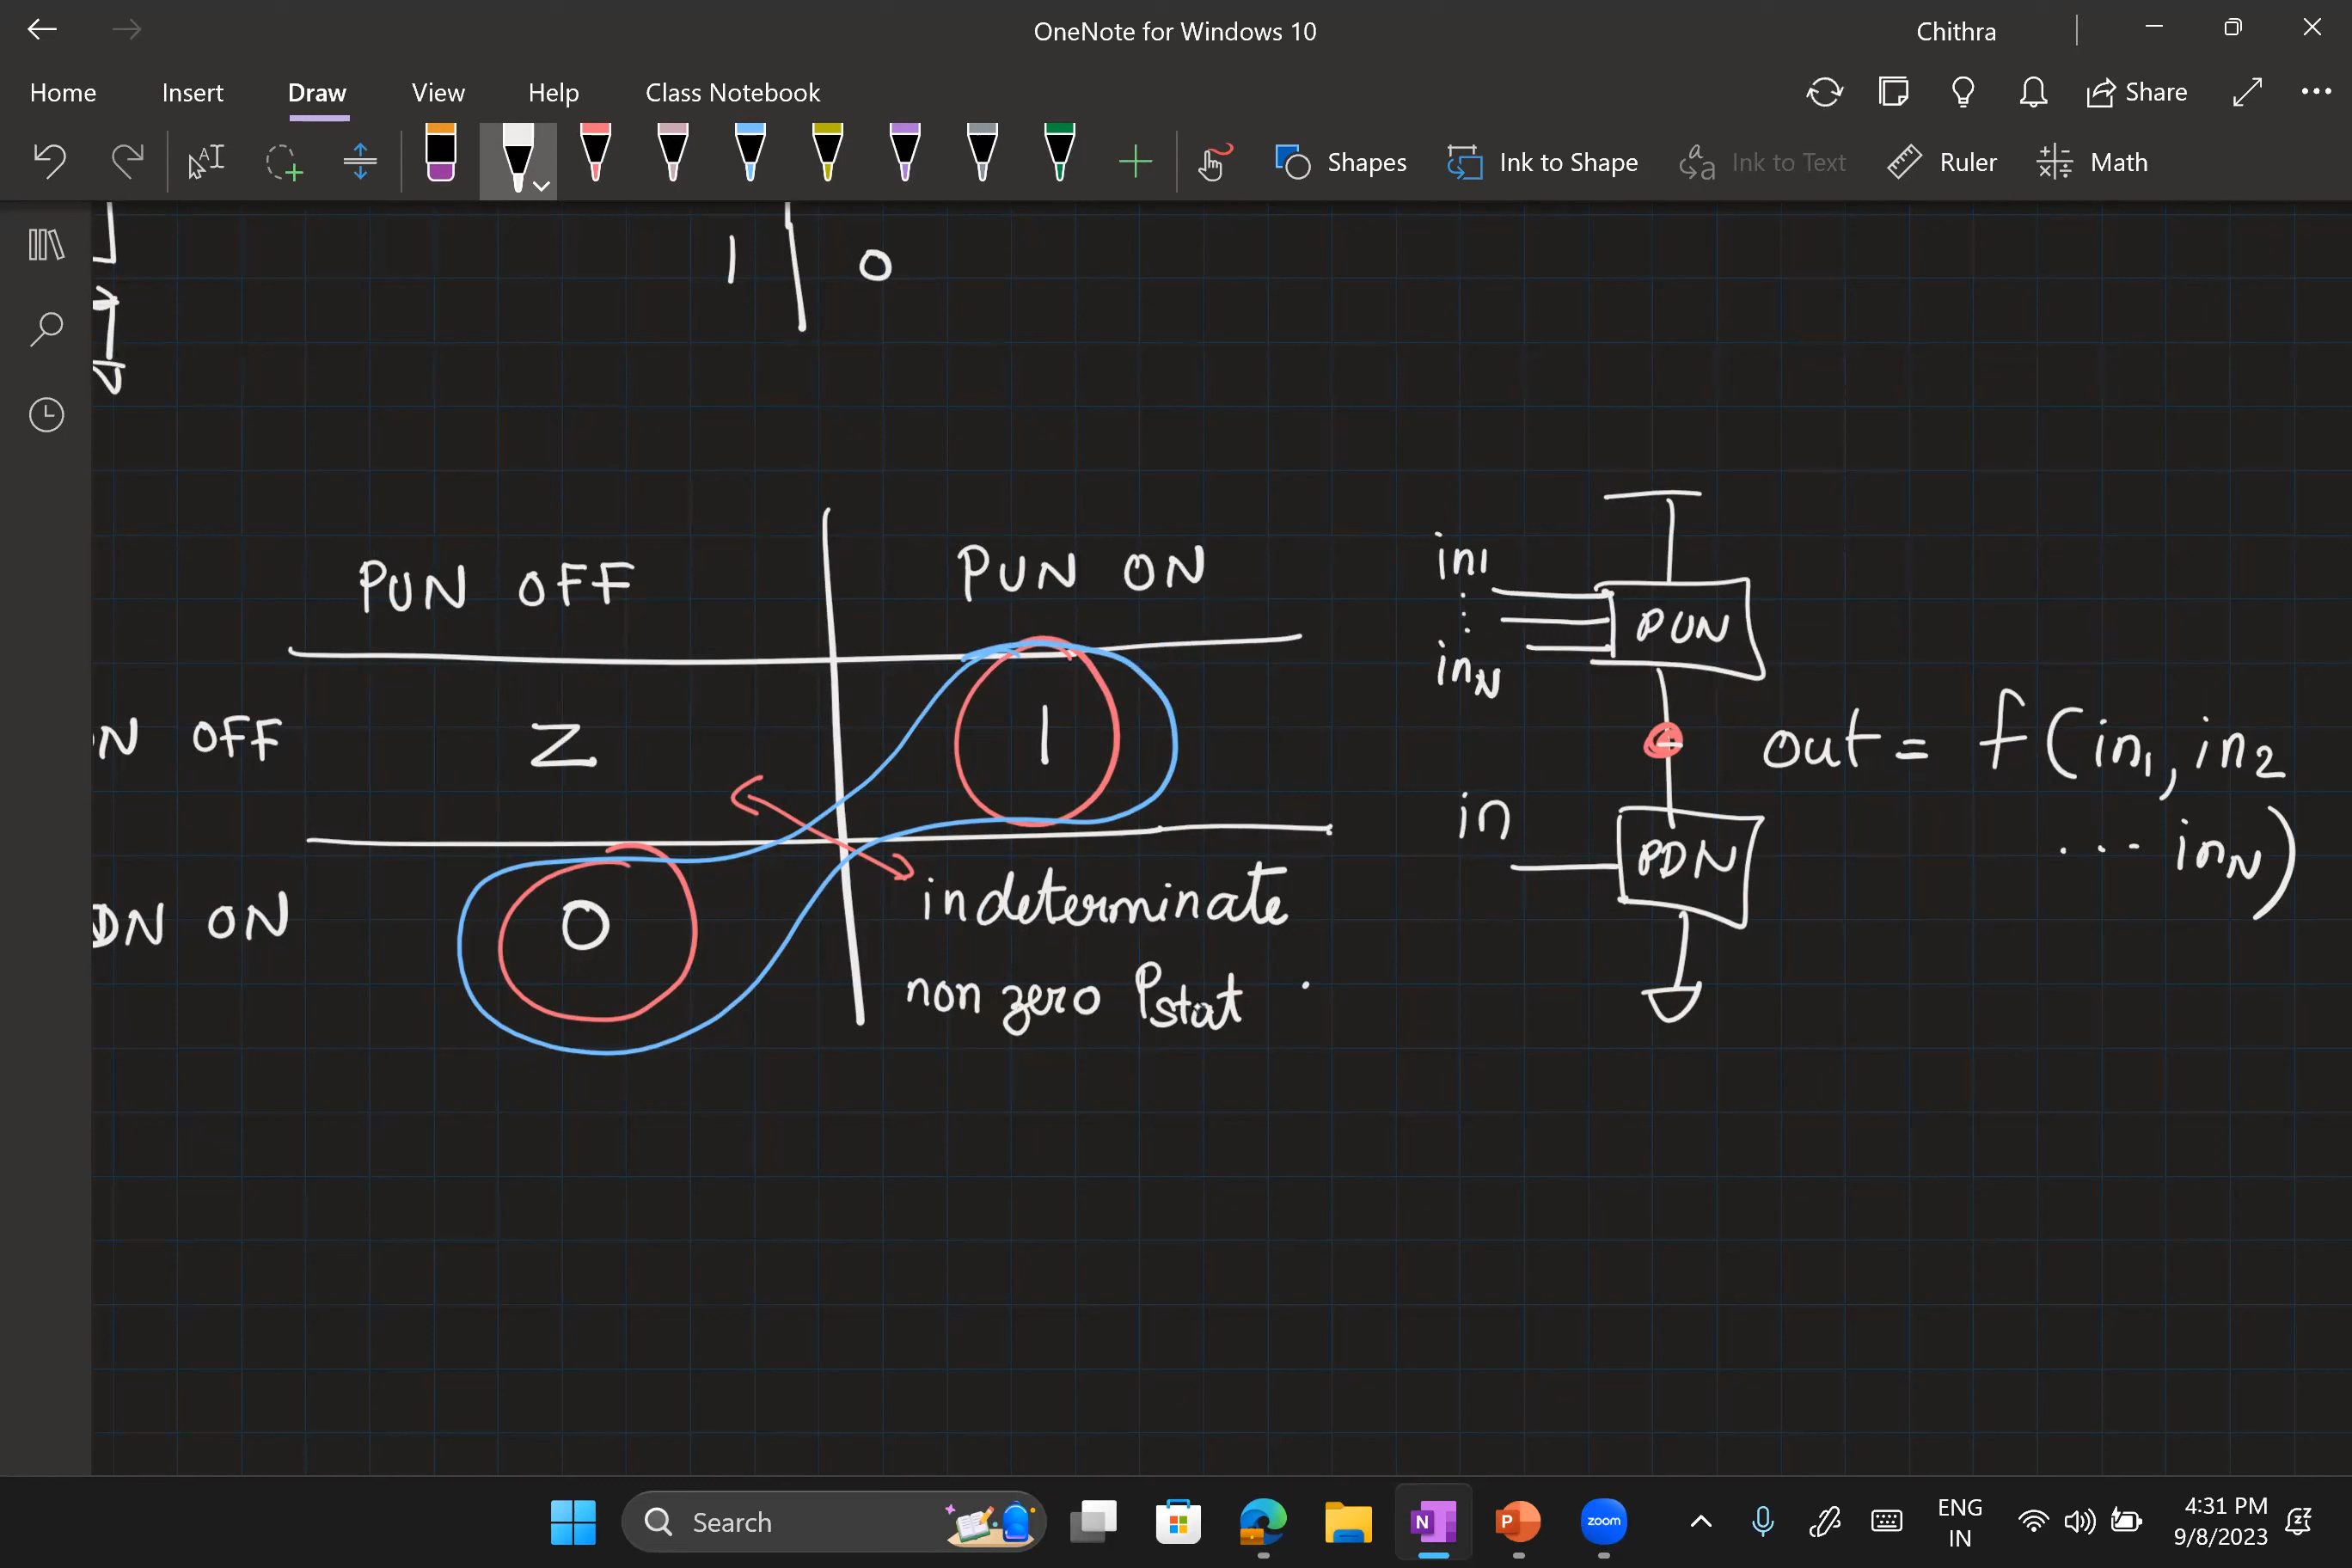 OneNote for Windows 10
Chithra
Home Insert Draw View Help Class Notebook
Share
Shapes Ink to Shape Ink to Text Ruler Math
1 0
PUN OFF PUN ON
N OFF Z 1
DN ON 0 indeterminate
non zero Pstat .
in1
⋮
inN
PUN
out = f(in1, in2
... inN)
in
PDN
Search
zoom
ENG
IN
4:31 PM
9/8/2023